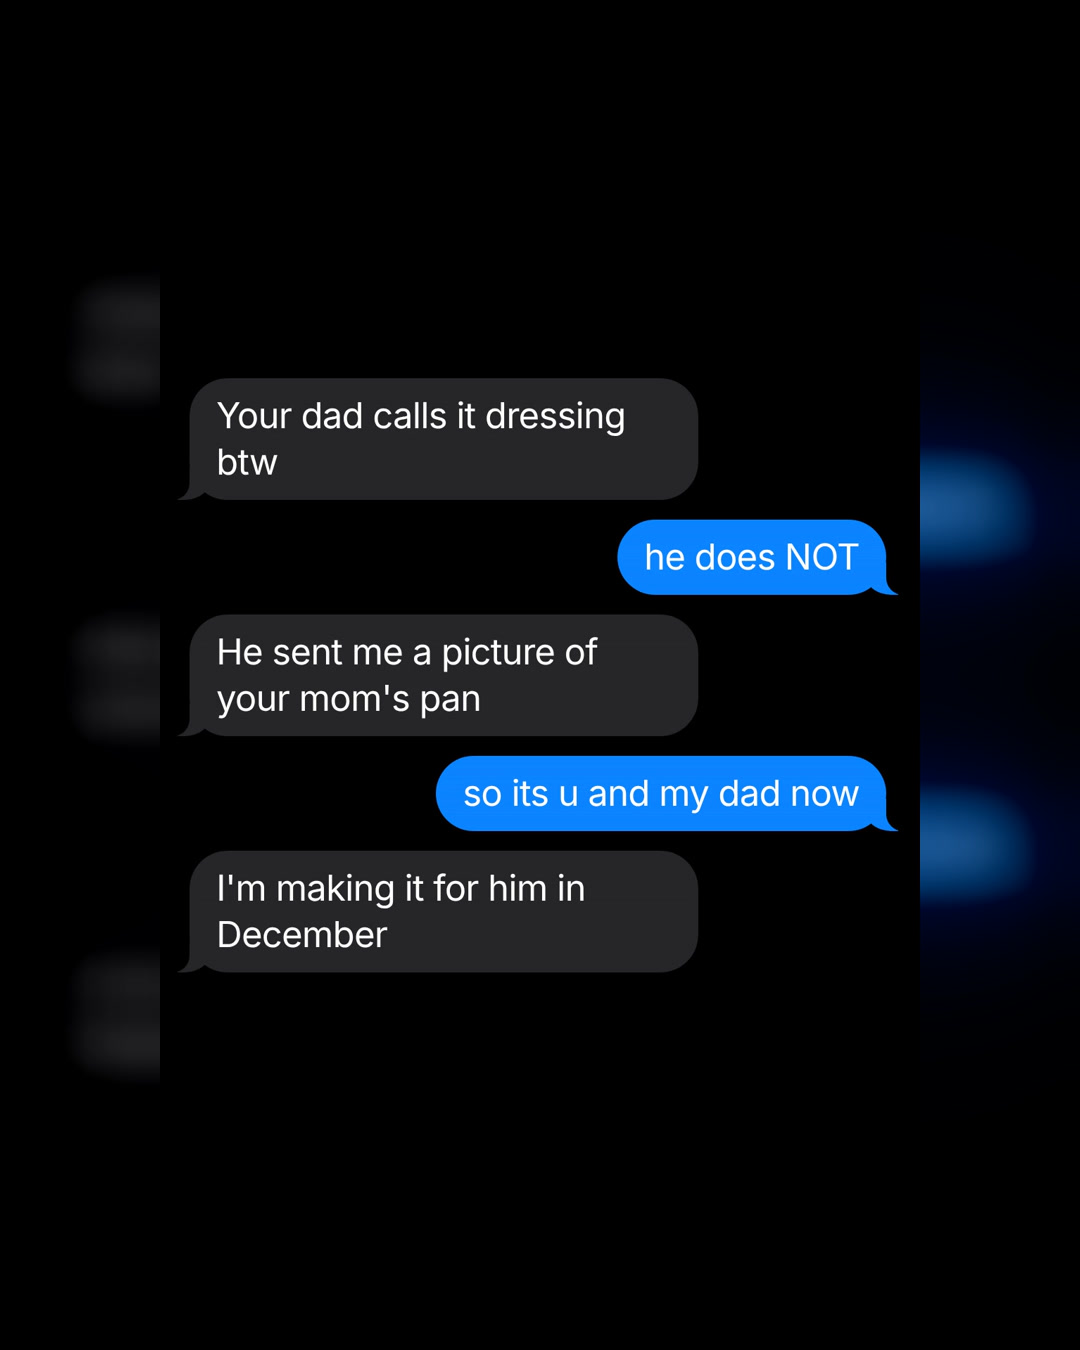 Your dad calls it dressing
btw
he does NOT
He sent me a picture of
your mom's pan
so its u and my dad now
I'm making it for him in
December